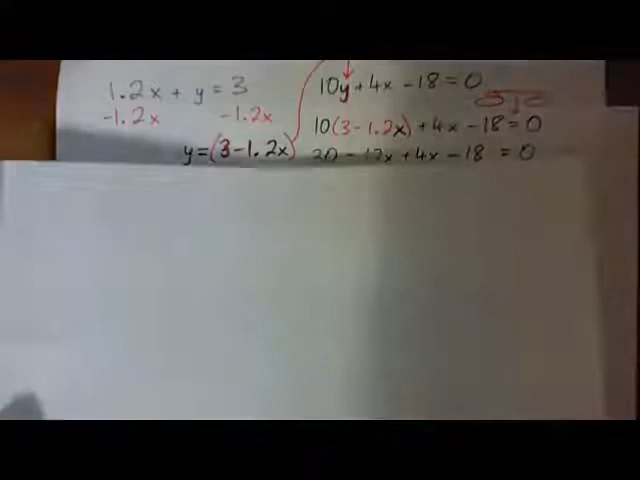 1.2x + y = 3
-1.2x -1.2x
y=(3-1.2x)
10y+4x-18=0
10(3-1.2x)+4x-18=0
-12x+4x-18=0